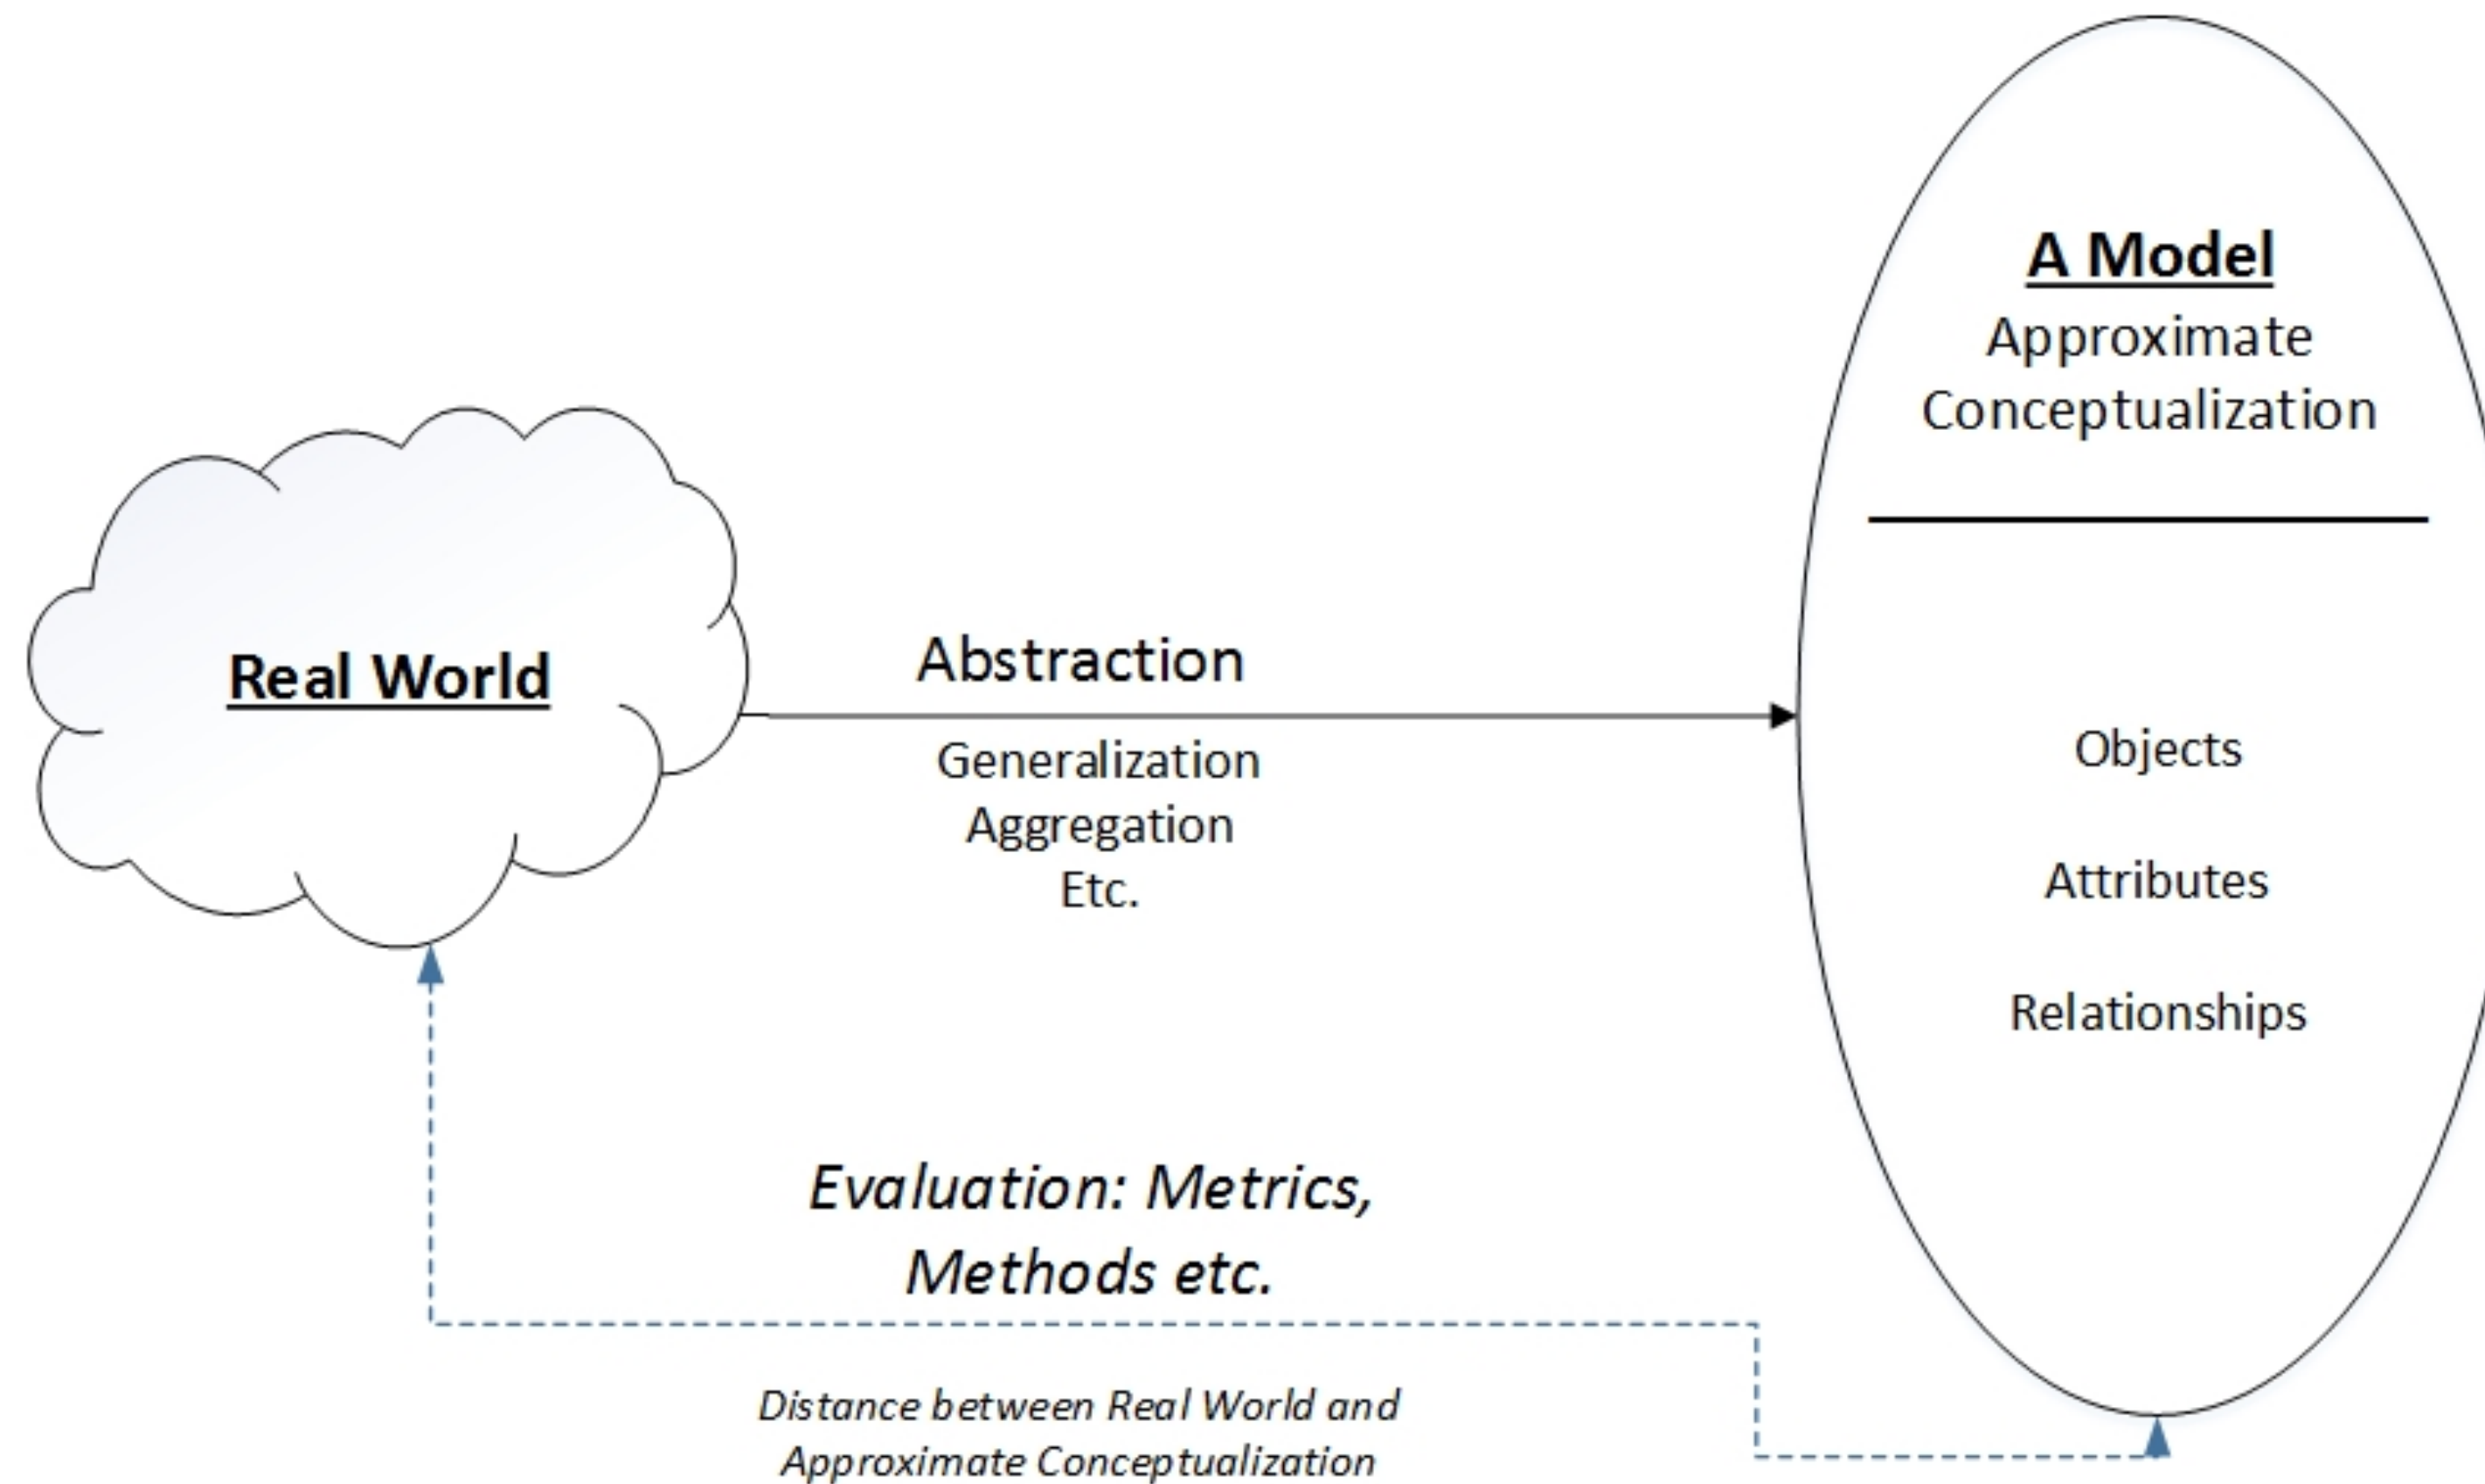 A Model
Approximate
Conceptualization
Real World
Abstraction
Generalization
Aggregation
Etc.
Objects
Attributes
Relationships
Evaluation: Metrics,
Methods etc.
Distance between Real World and
Approximate Conceptualization